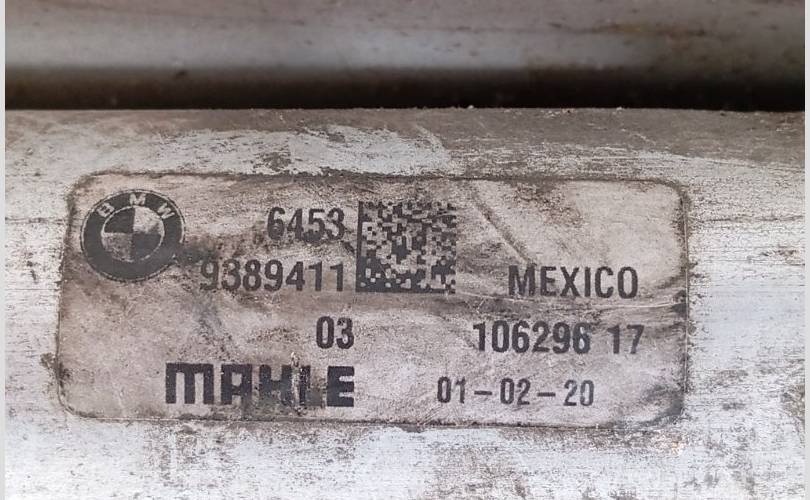 BMW
6453
9389411 MEXICO
03 106296 17
MAHLE 01-02-20